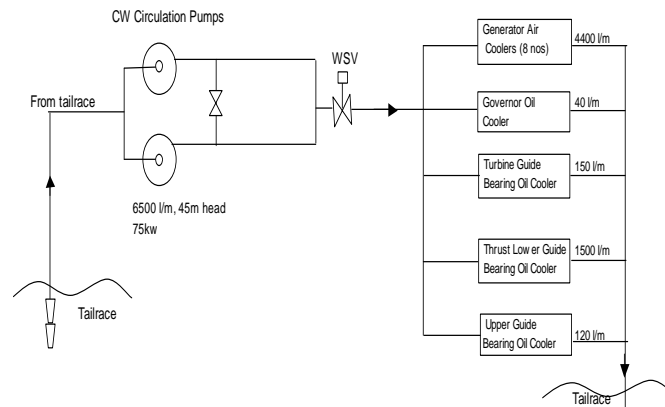 CW Circulation Pumps
From tailrace
6500 l/m, 45m head
75kw
Tailrace
WSV
Generator Air
Coolers (8 nos)
4400 l/m
Governor Oil
Cooler
40 l/m
Turbine Guide
Bearing Oil Cooler
150 l/m
Thrust Lower Guide
Bearing Oil Cooler
1500 l/m
Upper Guide
Bearing Oil Cooler
120 l/m
Tailrace